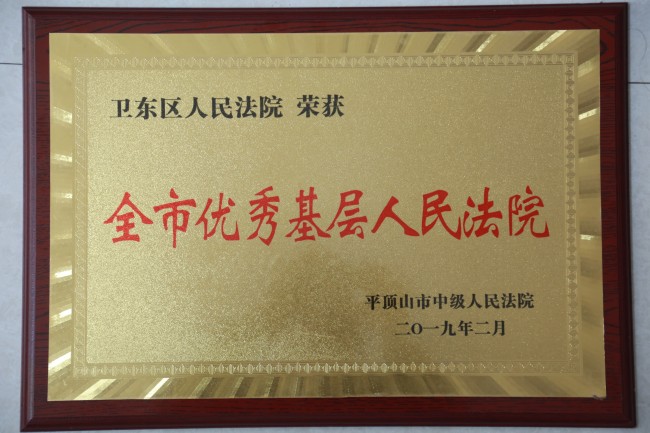 卫东区人民法院 荣获
全市优秀基层人民法院
平顶山市中级人民法院
二〇一九年二月